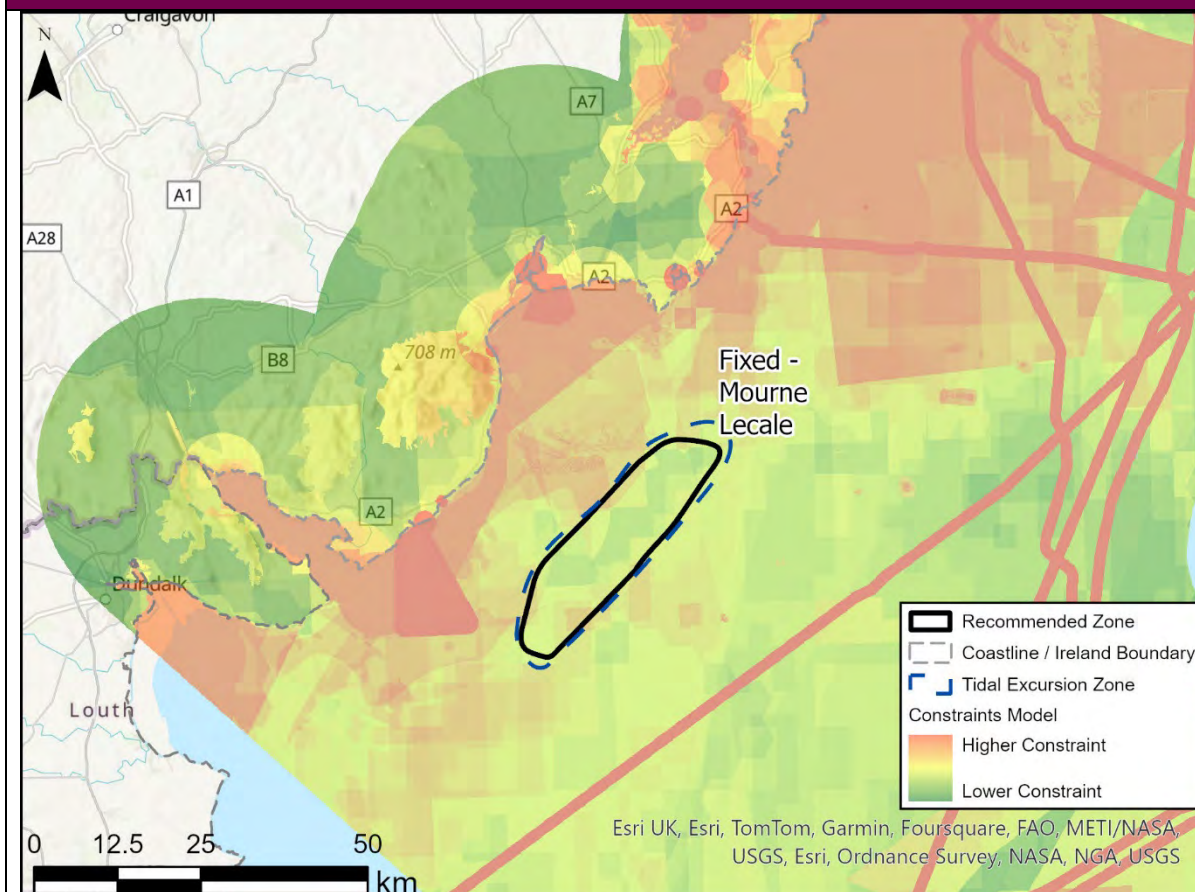 Craigavon
N
A7
A1
A2
A28
A2
708 m
B8
Fixed -
Mourne
Lecale
A2
Dundalk
Louth
Recommended Zone
Coastline / Ireland Boundary
Tidal Excursion Zone
Constraints Model
Higher Constraint
Lower Constraint
Esri UK, Esri, TomTom, Garmin, Foursquare, FAO, METI/NASA,
USGS, Esri, Ordnance Survey, NASA, NGA, USGS
0 12.5 25 50
km